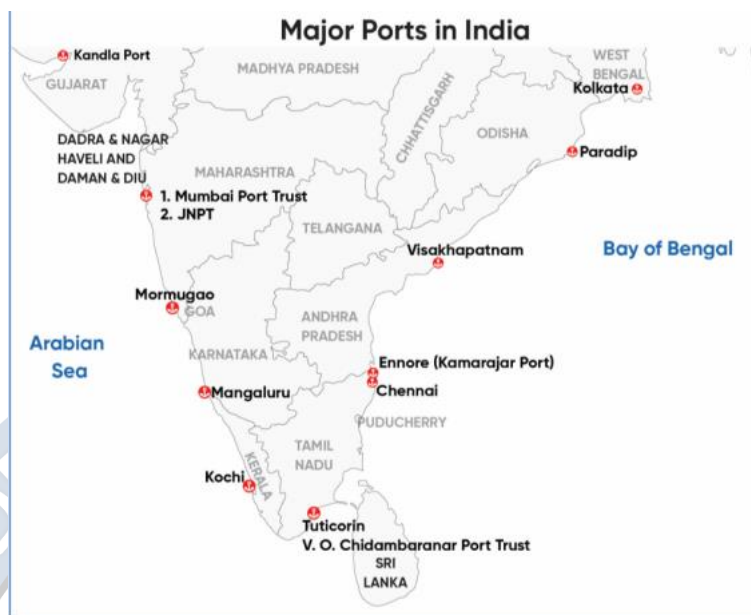 Major Ports in India
Kandla Port
GUJARAT
MADHYA PRADESH
CHHATTISGARH
WEST
BENGAL
Kolkata
ODISHA
Paradip
DADRA & NAGAR
HAVELI AND
DAMAN & DIU
MAHARASHTRA
1. Mumbai Port Trust
2. JNPT
TELANGANA
Visakhapatnam
Bay of Bengal
Mormugao
GOA
ANDHRA
PRADESH
Arabian
Sea
KARNATAKA
Ennore (Kamarajar Port)
Chennai
Mangaluru
PUDUCHERRY
TAMIL
NADU
KERALA
Kochi
Tuticorin
V. O. Chidambaranar Port Trust
SRI
LANKA